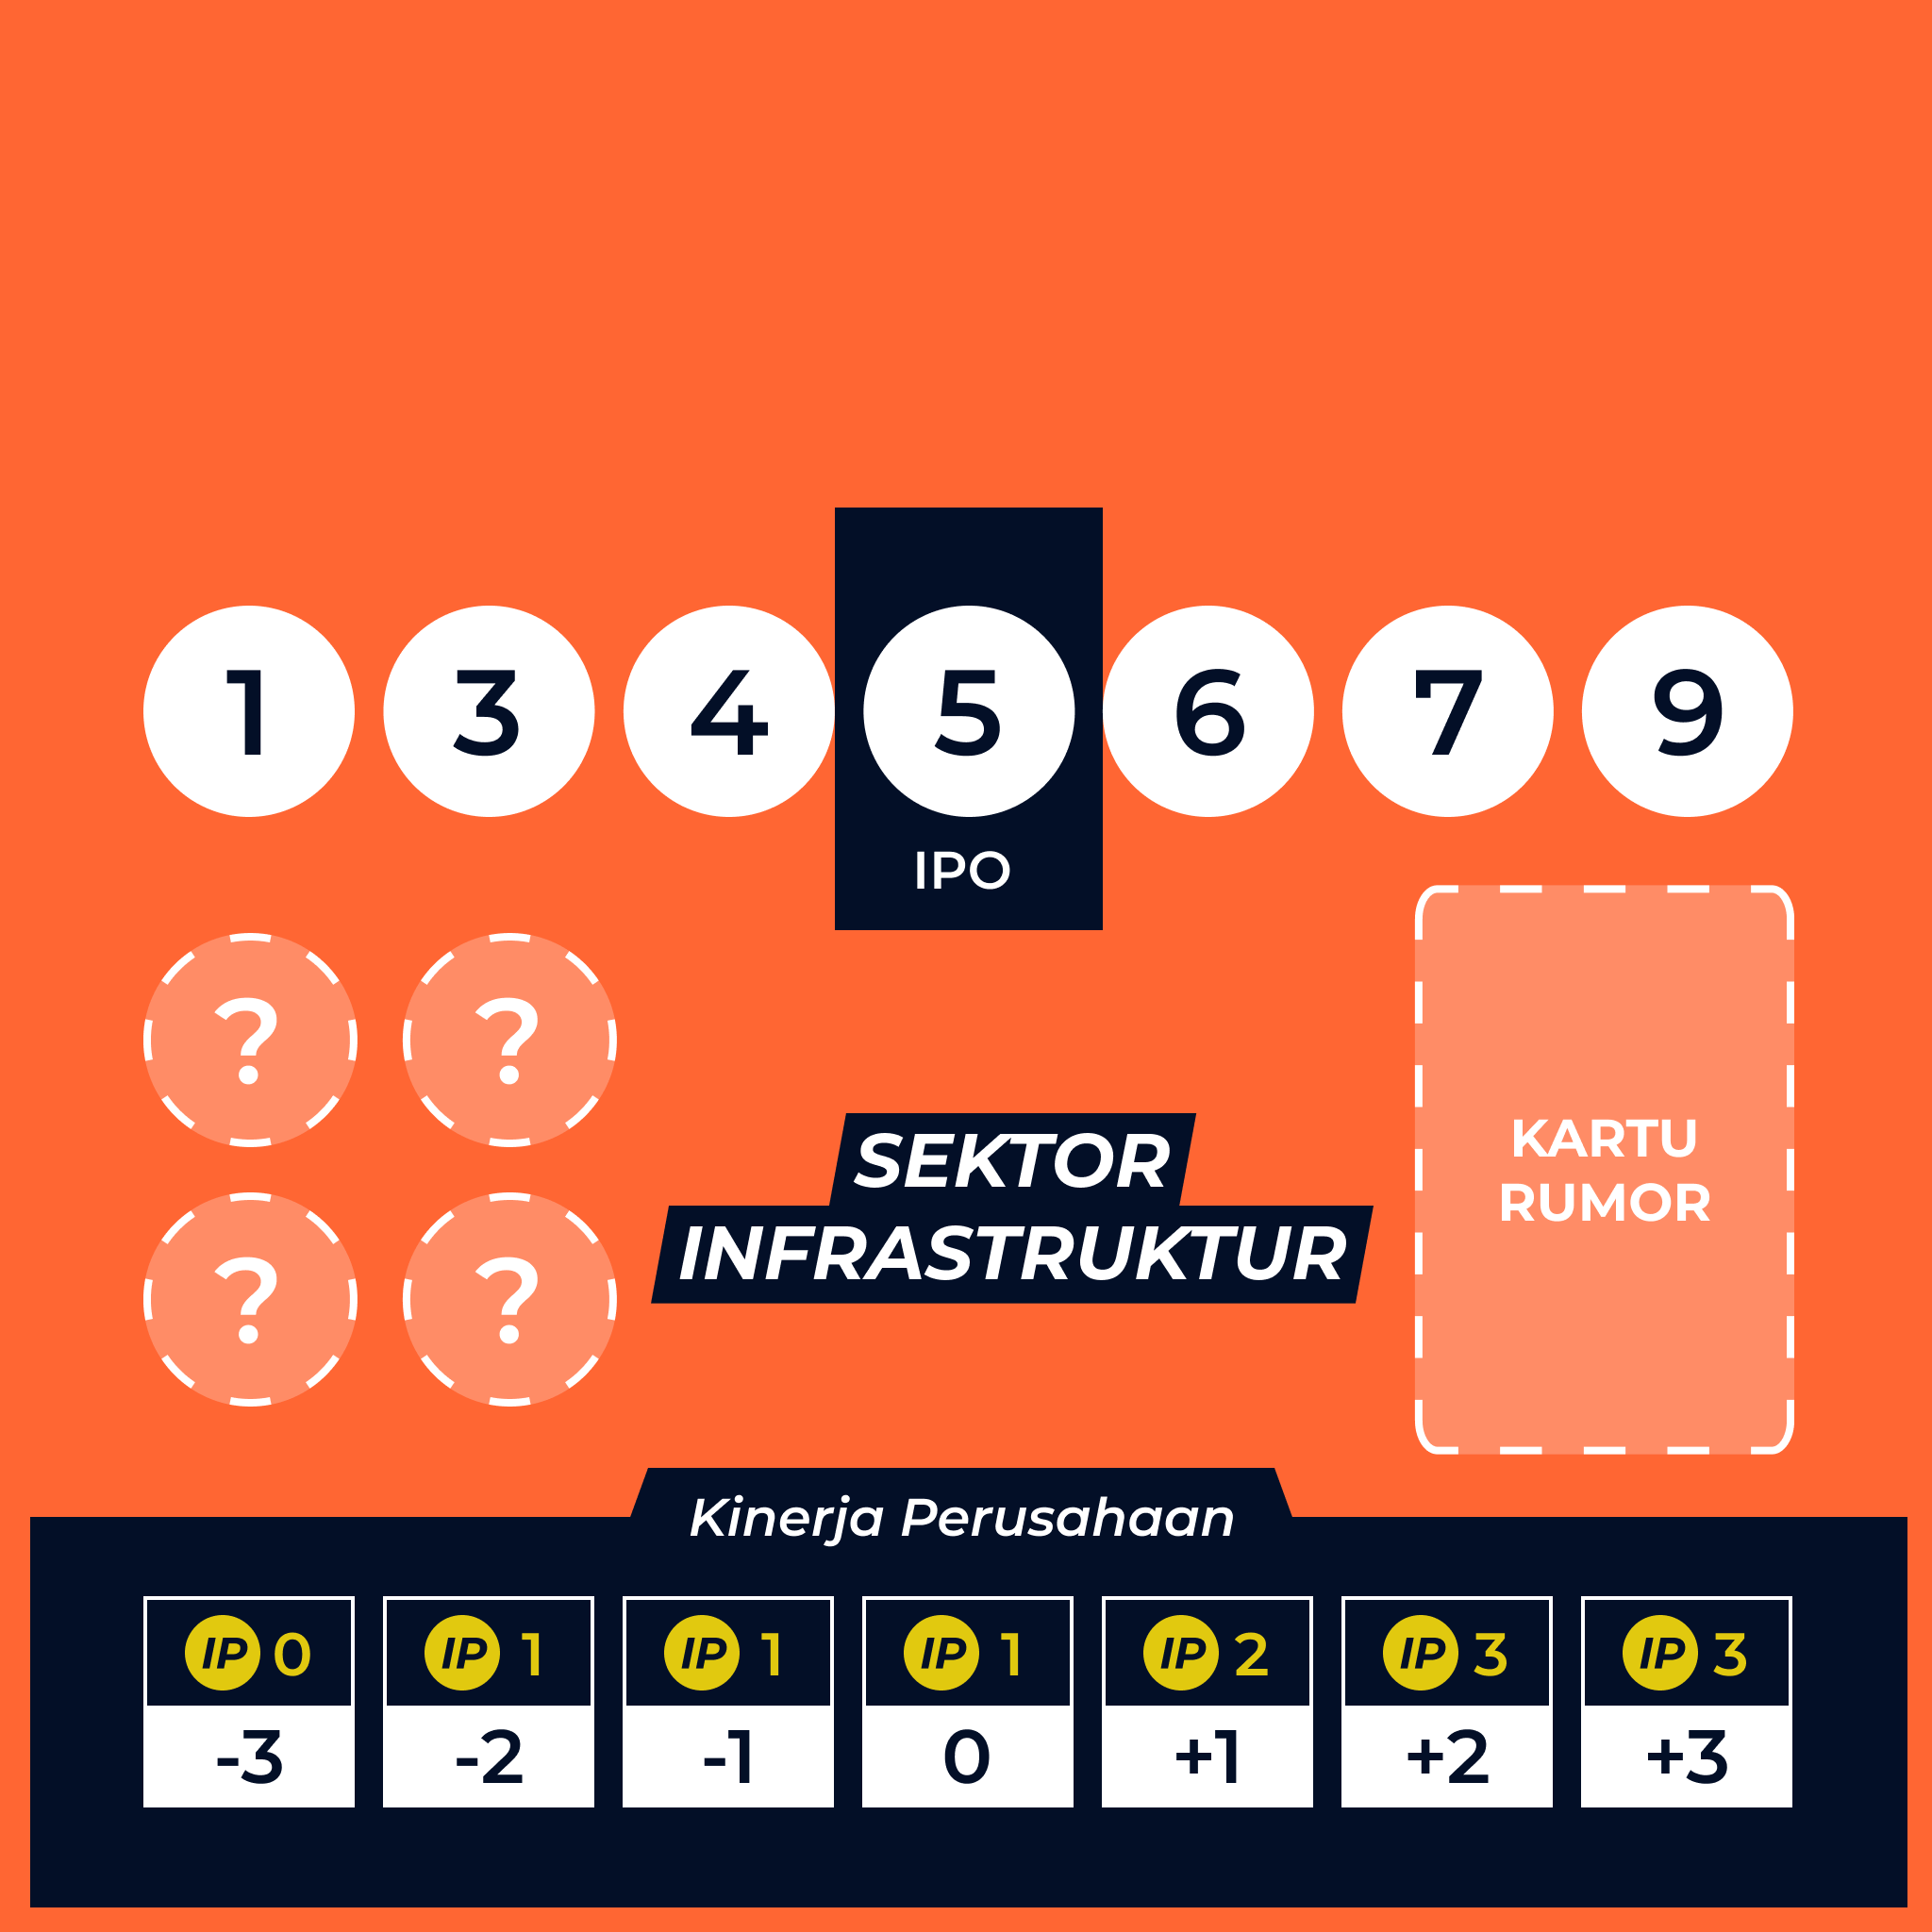 1 3 4 5 6 7 9
IPO
? ?
? ?
SEKTOR
INFRASTRUKTUR
KARTU
RUMOR
Kinerja Perusahaan
IP 0 IP 1 IP 1 IP 1 IP 2 IP 3 IP 3
-3 -2 -1 0 +1 +2 +3